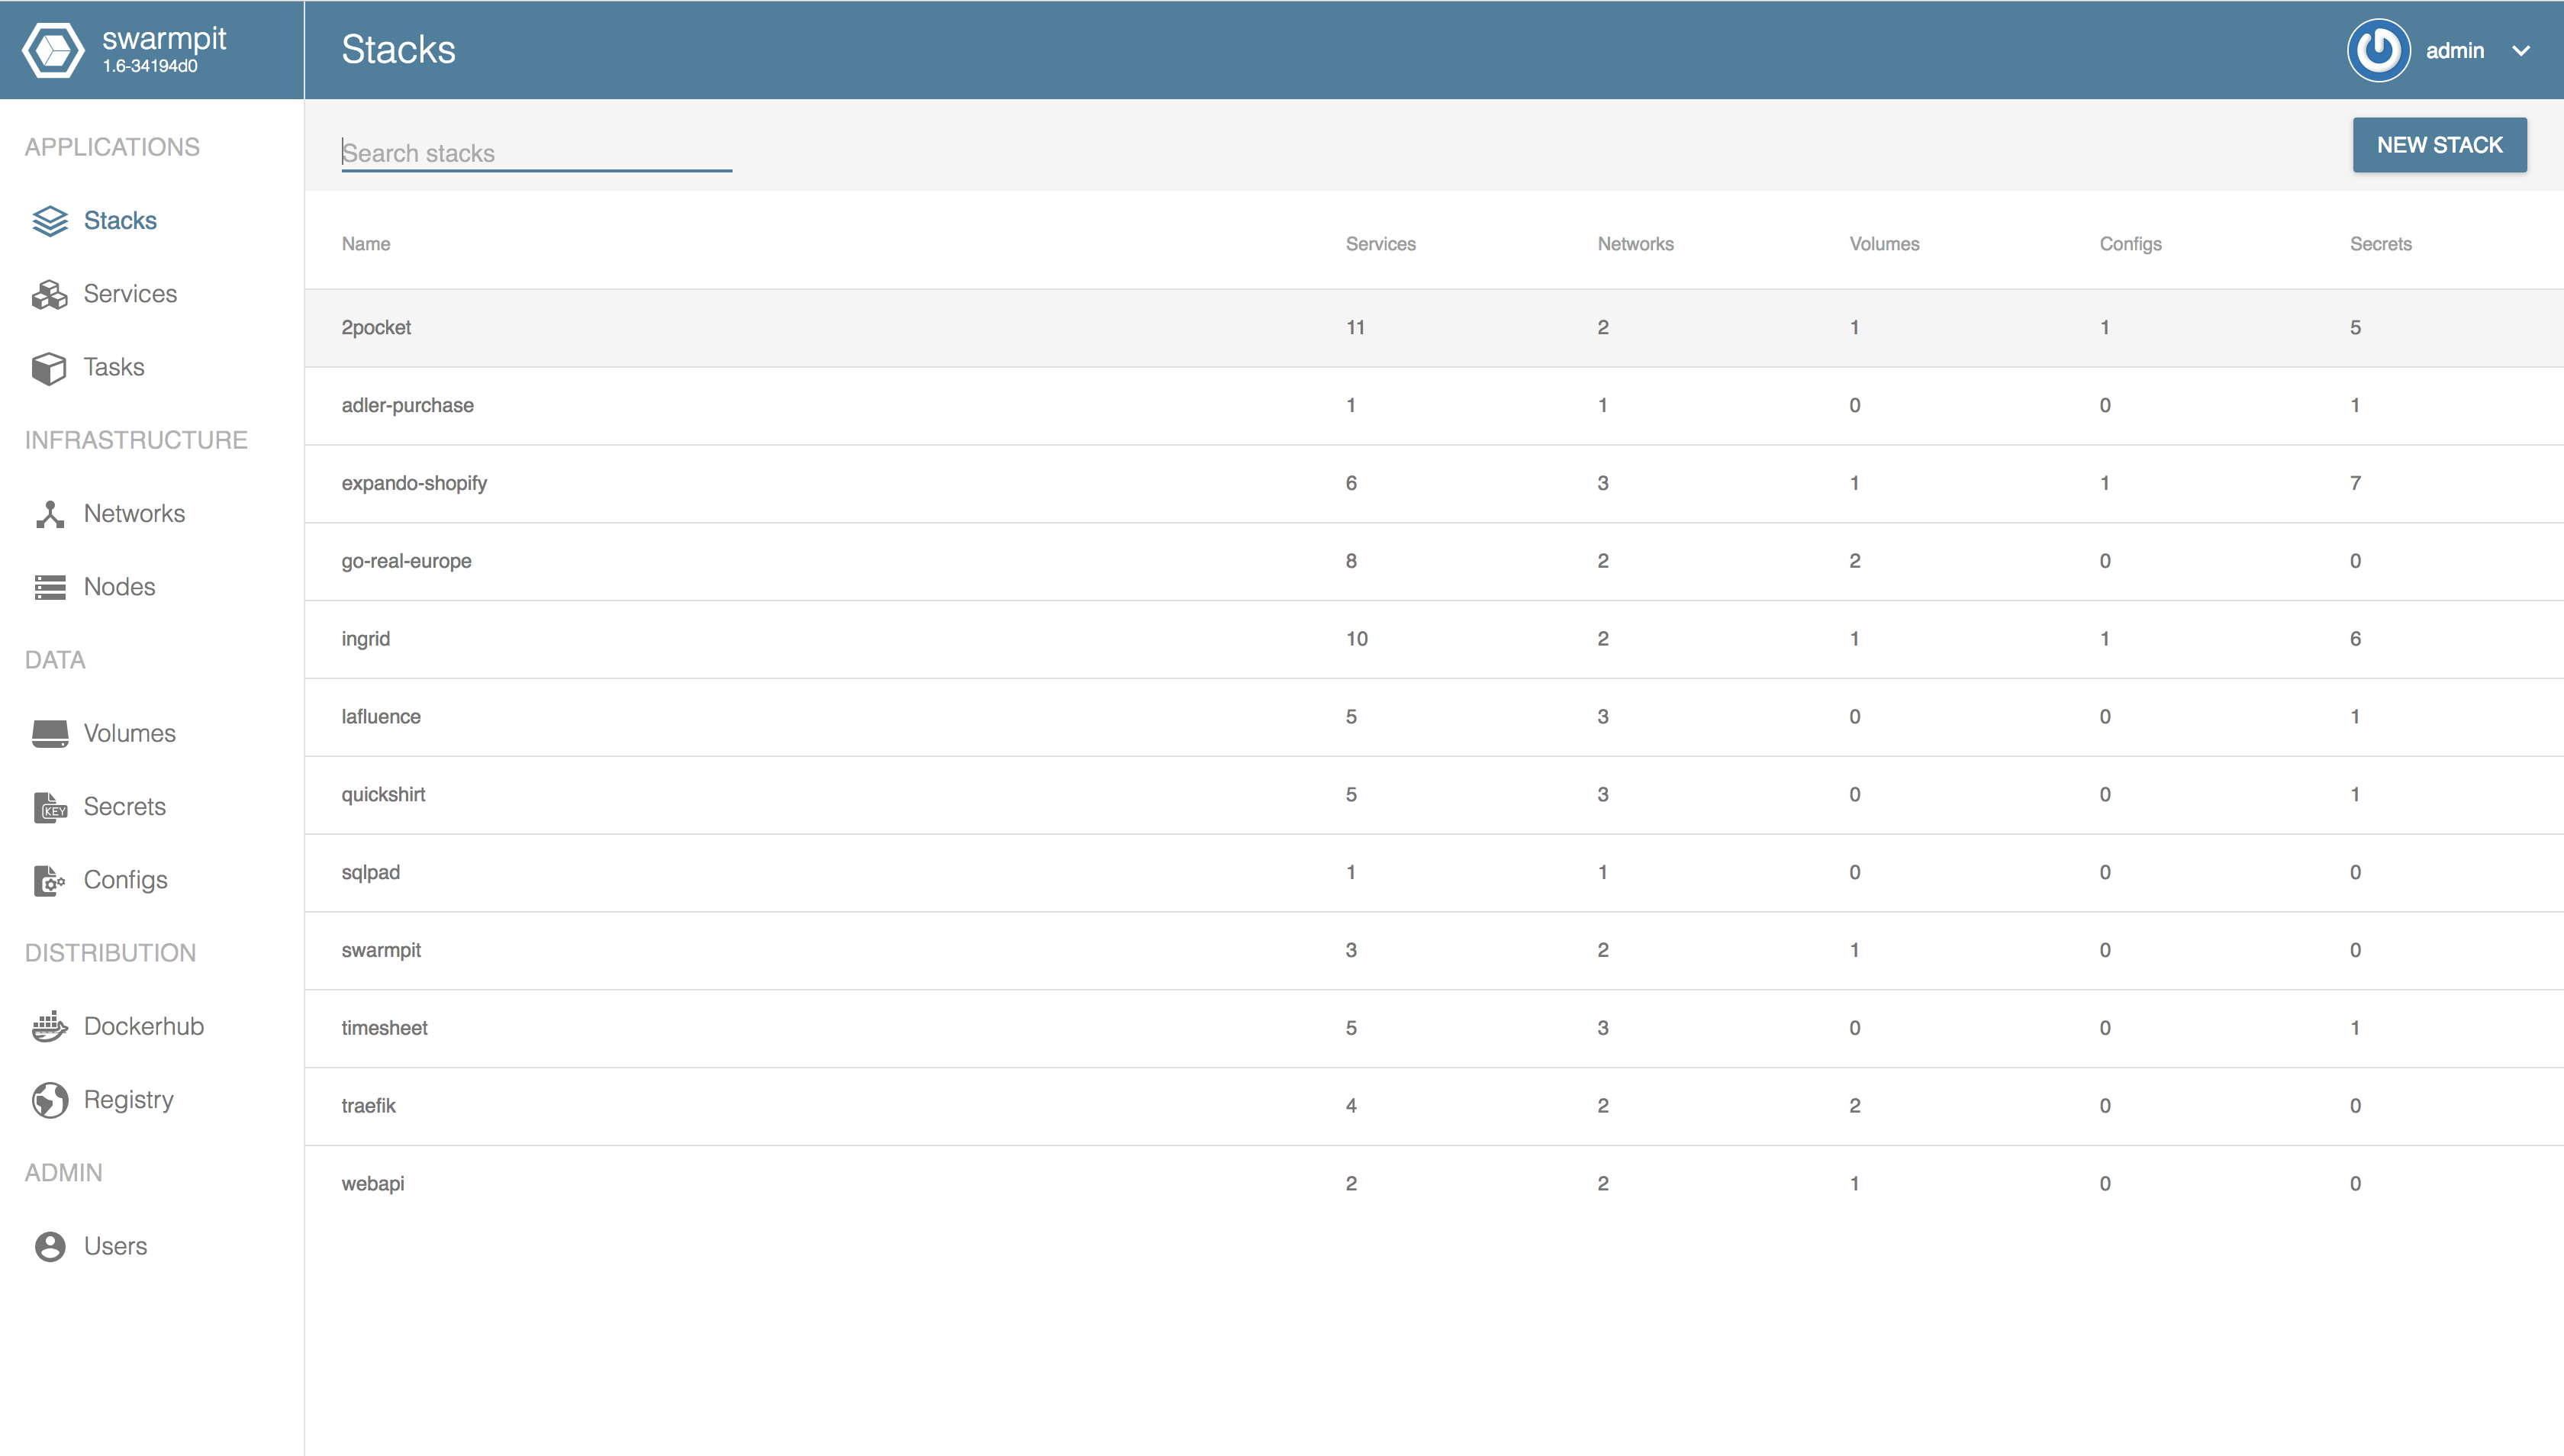 swarmpit
1.6-34194d0
Stacks
admin
APPLICATIONS
Stacks
Services
Tasks
INFRASTRUCTURE
Networks
Nodes
DATA
Volumes
KEY
Secrets
Configs
DISTRIBUTION
Dockerhub
Registry
ADMIN
Users
Search stacks
NEW STACK
Name Services Networks Volumes Configs Secrets
2pocket 11 2 1 1 5
adler-purchase 1 1 0 0 1
expando-shopify 6 3 1 1 7
go-real-europe 8 2 2 0 0
ingrid 10 2 1 1 6
lafluence 5 3 0 0 1
quickshirt 5 3 0 0 1
sqlpad 1 1 0 0 0
swarmpit 3 2 1 0 0
timesheet 5 3 0 0 1
traefik 4 2 2 0 0
webapi 2 2 1 0 0